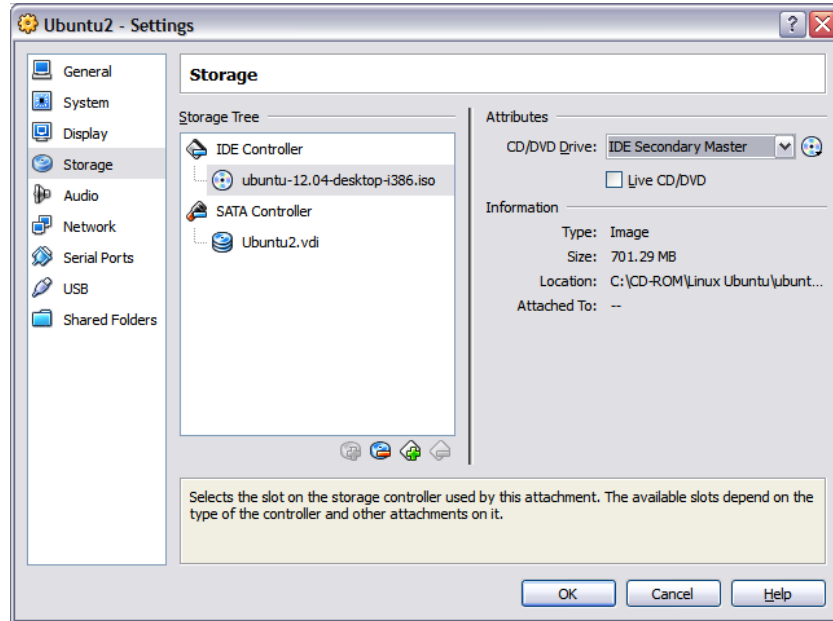 Ubuntu2 - Settings
General
System
Display
Storage
Audio
Network
Serial Ports
USB
Shared Folders
Storage
Storage Tree
IDE Controller
ubuntu-12.04-desktop-i386.iso
SATA Controller
Ubuntu2.vdi
Attributes
CD/DVD Drive: IDE Secondary Master
Live CD/DVD
Information
Type: Image
Size: 701.29 MB
Location: C:\CD-ROM\Linux Ubuntu\ubunt...
Attached To: --
Selects the slot on the storage controller used by this attachment. The available slots depend on the
type of the controller and other attachments on it.
OK Cancel Help